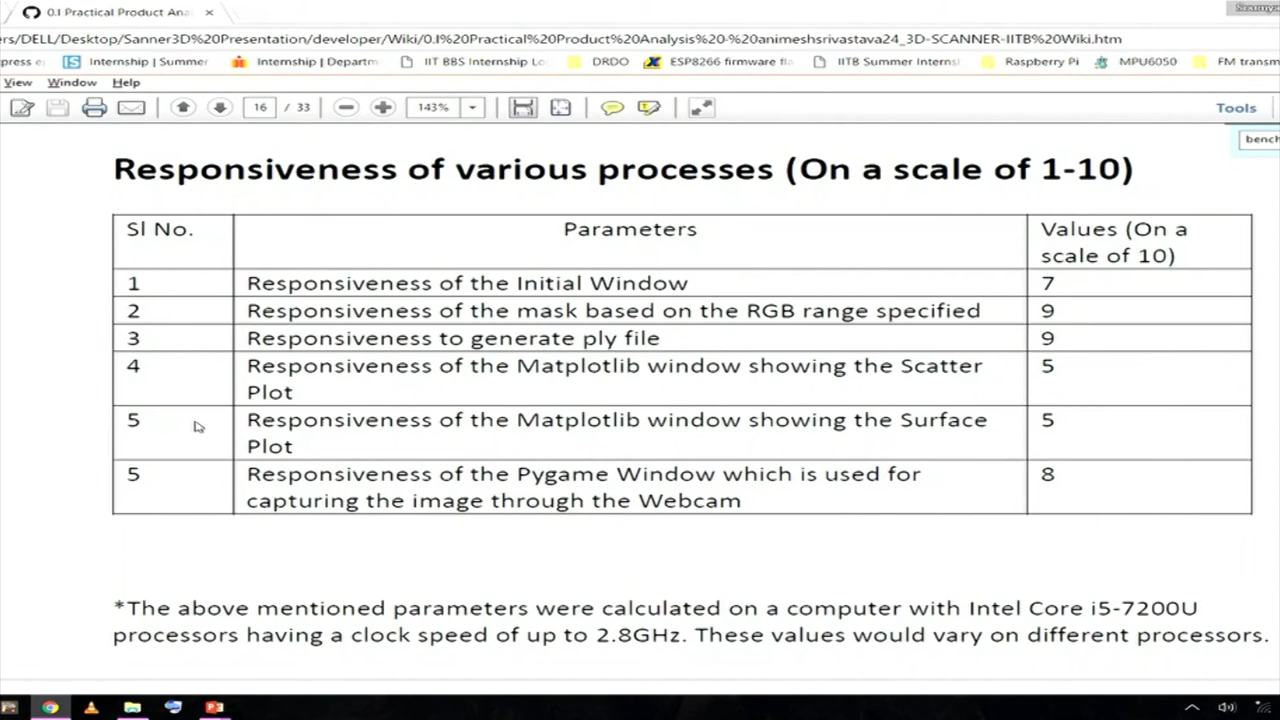 0.1 Practical Product Ana
ers/DELL/Desktop/Sanner3D%20Presentation/developer/Wiki/0.1%20Practical%20Product%20Analysis%20·%20animeshsrivastava24_3D-SCANNER-IITB%20Wiki.htm
press e Internship | Summer Internship | Departm IIT BBS Internship Lo DRDO ESP8266 firmware fla IITB Summer Interns Raspberry Pi MPU6050 FM transm
View Window Help
16 / 33 143% Tools
bench
Responsiveness of various processes (On a scale of 1-10)
Sl No. Parameters Values (On a
scale of 10)
1 Responsiveness of the Initial Window 7
2 Responsiveness of the mask based on the RGB range specified 9
3 Responsiveness to generate ply file 9
4 Responsiveness of the Matplotlib window showing the Scatter 5
Plot
5 Responsiveness of the Matplotlib window showing the Surface 5
Plot
5 Responsiveness of the Pygame Window which is used for 8
capturing the image through the Webcam
*The above mentioned parameters were calculated on a computer with Intel Core i5-7200U
processors having a clock speed of up to 2.8GHz. These values would vary on different processors.